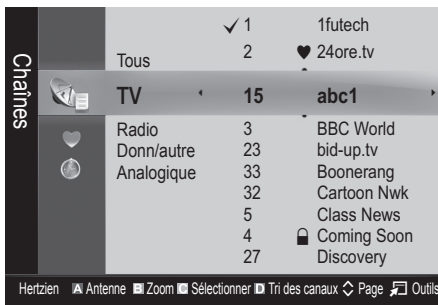 Chaînes
1 1futech
Tous 2 24ore.tv
TV 15 abc1
Radio 3 BBC World
Donn/autre 23 bid-up.tv
Analogique 33 Boonerang
32 Cartoon Nwk
5 Class News
4 Coming Soon
27 Discovery
Hertzien A Antenne B Zoom C Sélectionner D Tri des canaux Page Outils